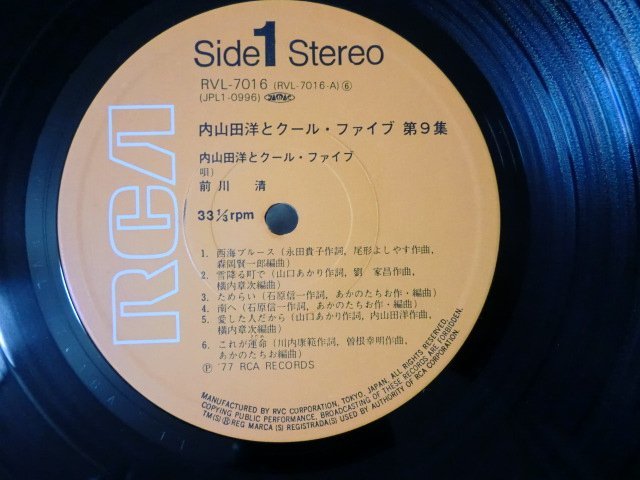 RCA
Side 1 Stereo
RVL-7016 (RVL-7016-A) ⑥
(JPL1-0996)
内山田洋とクール・ファイブ 第9集
内山田洋とクール・ファイブ
唄)
前川 清
33 1/3 rpm
1. 西海ブルース (永田貴子作詞, 尾形よしやす作曲,
森岡賢一郎編曲)
2. 雪降る町で (山口あかり作詞, 劉 家昌作曲,
横内章次編曲)
3. ためらい (石原信一作詞, あかのたちお作・編曲)
4. 南へ (石原信一作詞, あかのたちお作・編曲)
5. 愛した人だから (山口あかり作詞, 内山田洋作曲,
横内章次編曲)
6. これが運命 (川内康範作詞, 曽根幸明作曲,
あかのたちお編曲)
Ⓟ '77 RCA RECORDS
MANUFACTURED BY RVC CORPORATION, TOKYO, JAPAN, ALL RIGHTS RESERVED.
COPYING PUBLIC PERFORMANCE, BROADCASTING OF THESE RECORDS ARE FORBIDDEN.
TM(S) ® REG MARCA(S) REGISTRADA(S) USED BY AUTHORITY OF RCA CORPORATION.